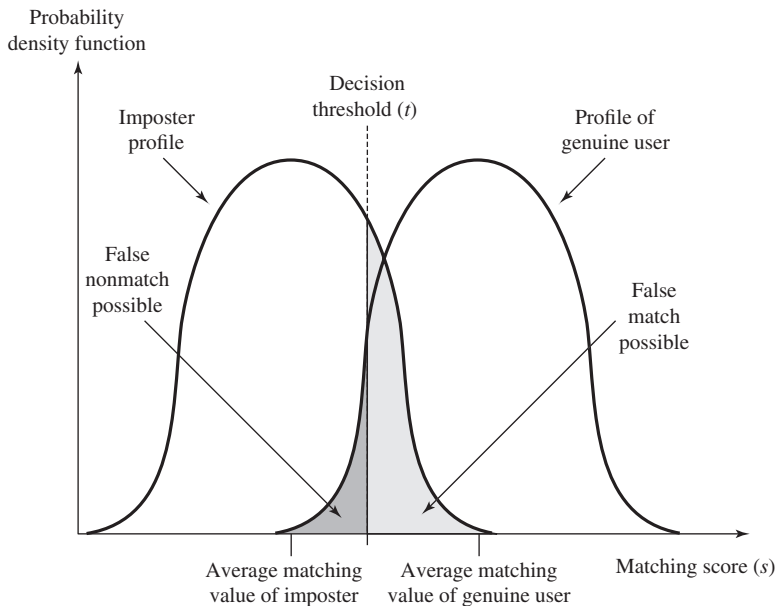 Probability
density function
Decision
threshold (t)
Imposter
profile
Profile of
genuine user
False
nonmatch
possible
False
match
possible
Average matching
value of imposter
Average matching
value of genuine user
Matching score (s)